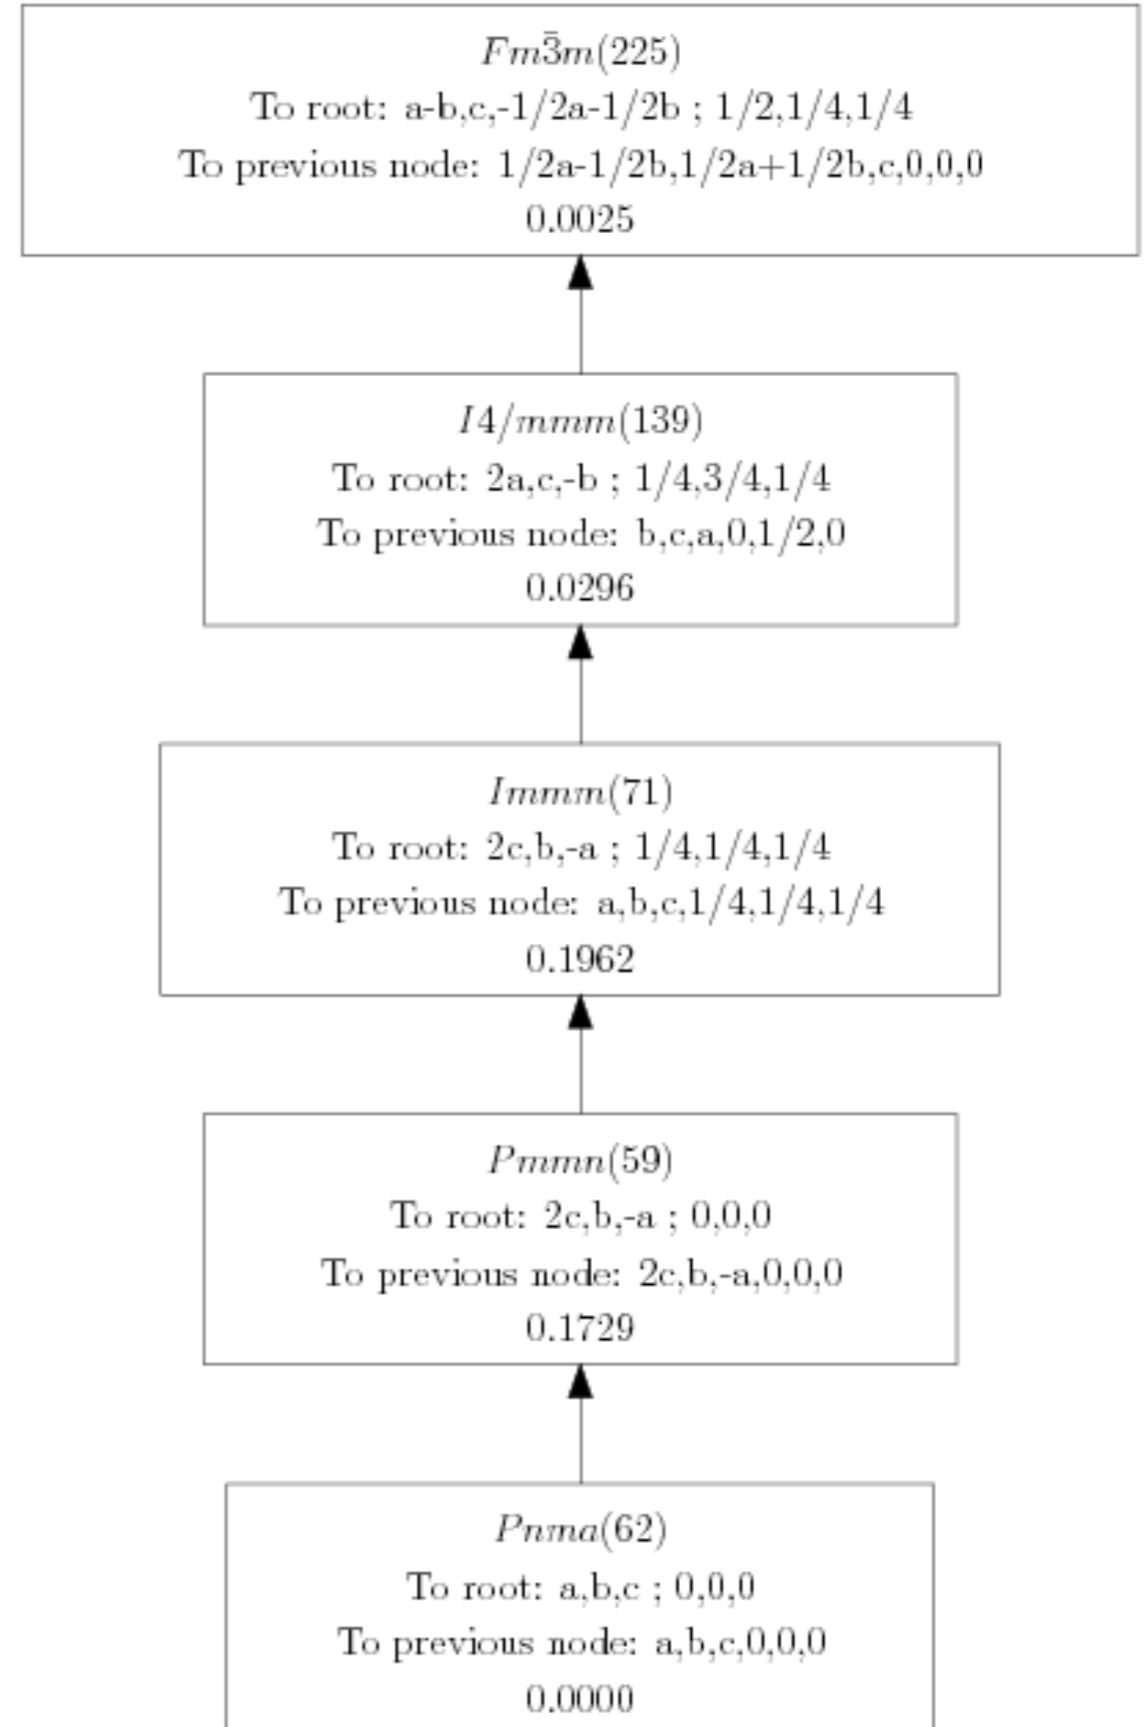 Fm3̄m(225)
To root: a-b,c,-1/2a-1/2b ; 1/2,1/4,1/4
To previous node: 1/2a-1/2b,1/2a+1/2b,c,0,0,0
0.0025
I4/mmm(139)
To root: 2a,c,-b ; 1/4,3/4,1/4
To previous node: b,c,a,0,1/2,0
0.0296
Immm(71)
To root: 2c,b,-a ; 1/4,1/4,1/4
To previous node: a,b,c,1/4,1/4,1/4
0.1962
Pmmn(59)
To root: 2c,b,-a ; 0,0,0
To previous node: 2c,b,-a,0,0,0
0.1729
Pnma(62)
To root: a,b,c ; 0,0,0
To previous node: a,b,c,0,0,0
0.0000